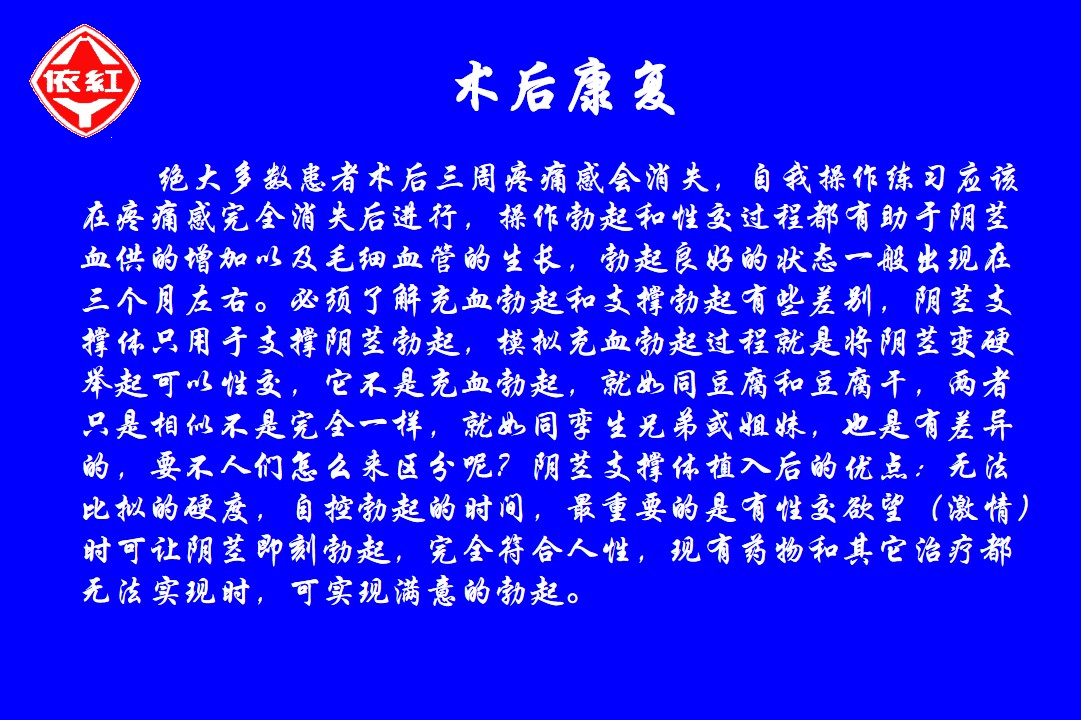 依紅
术后康复
绝大多数患者术后三周疼痛感会消失，自我操作练习应该
在疼痛感完全消失后进行，操作勃起和性交过程都有助于阴茎
血供的增加以及毛细血管的生长，勃起良好的状态一般出现在
三个月左右。必须了解充血勃起和支撑勃起有些差别，阴茎支
撑体只用于支撑阴茎勃起，模拟充血勃起过程就是将阴茎变硬
举起可以性交，它不是充血勃起，就如同豆腐和豆腐干，两者
只是相似不是完全一样，就如同孪生兄弟或姐妹，也是有差异
的，要不人们怎么来区分呢？阴茎支撑体植入后的优点：无法
比拟的硬度，自控勃起的时间，最重要的是有性交欲望（激情）
时可让阴茎即刻勃起，完全符合人性，现有药物和其它治疗都
无法实现时，可实现满意的勃起。